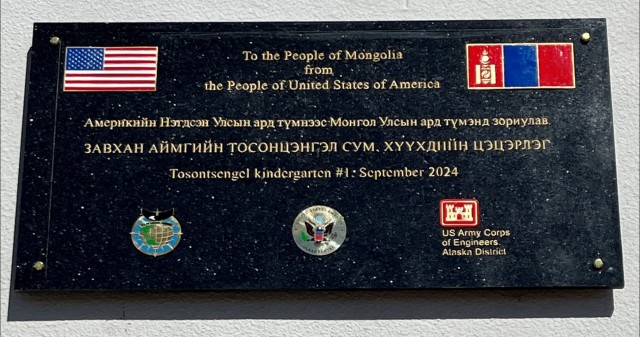 To the People of Mongolia
from
the People of United States of America
Америкийн Нэгдсэн Улсын ард түмнээс Монгол Улсын ард түмэнд зориулав.
ЗАВХАН АЙМГИЙН ТОСОНЦЭНГЭЛ СУМ, ХҮҮХДИЙН ЦЭЦЭРЛЭГ
Tosontsengel kindergarten #1. September 2024
US Army Corps
of Engineers.
Alaska District